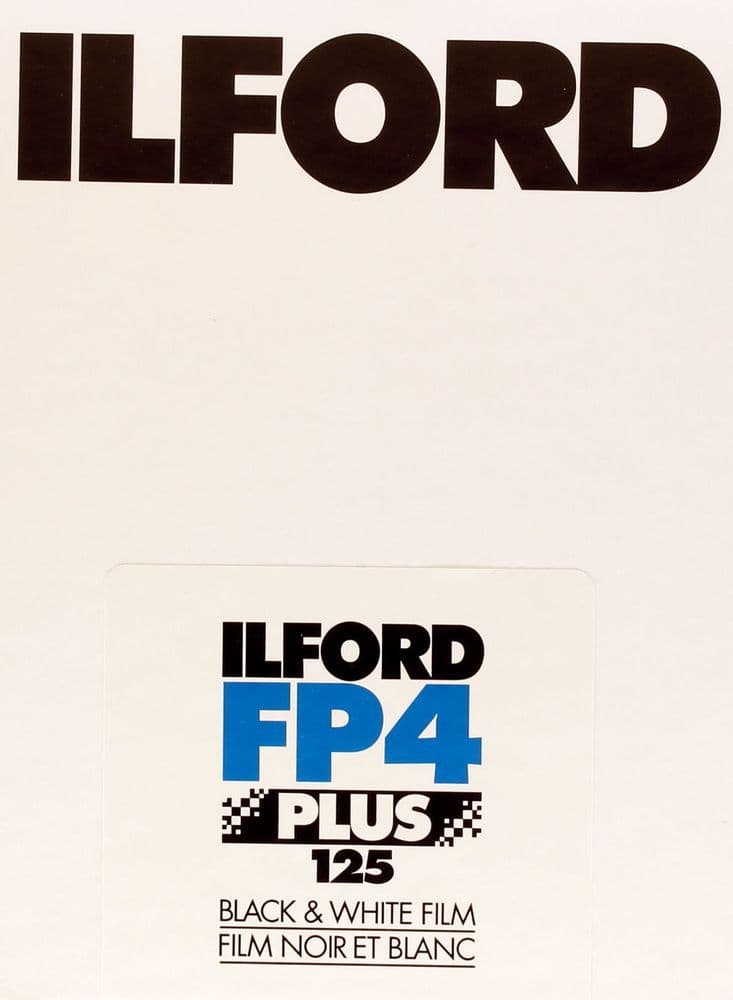 ILFORD
ILFORD
FP4
PLUS
125
BLACK & WHITE FILM
FILM NOIR ET BLANC